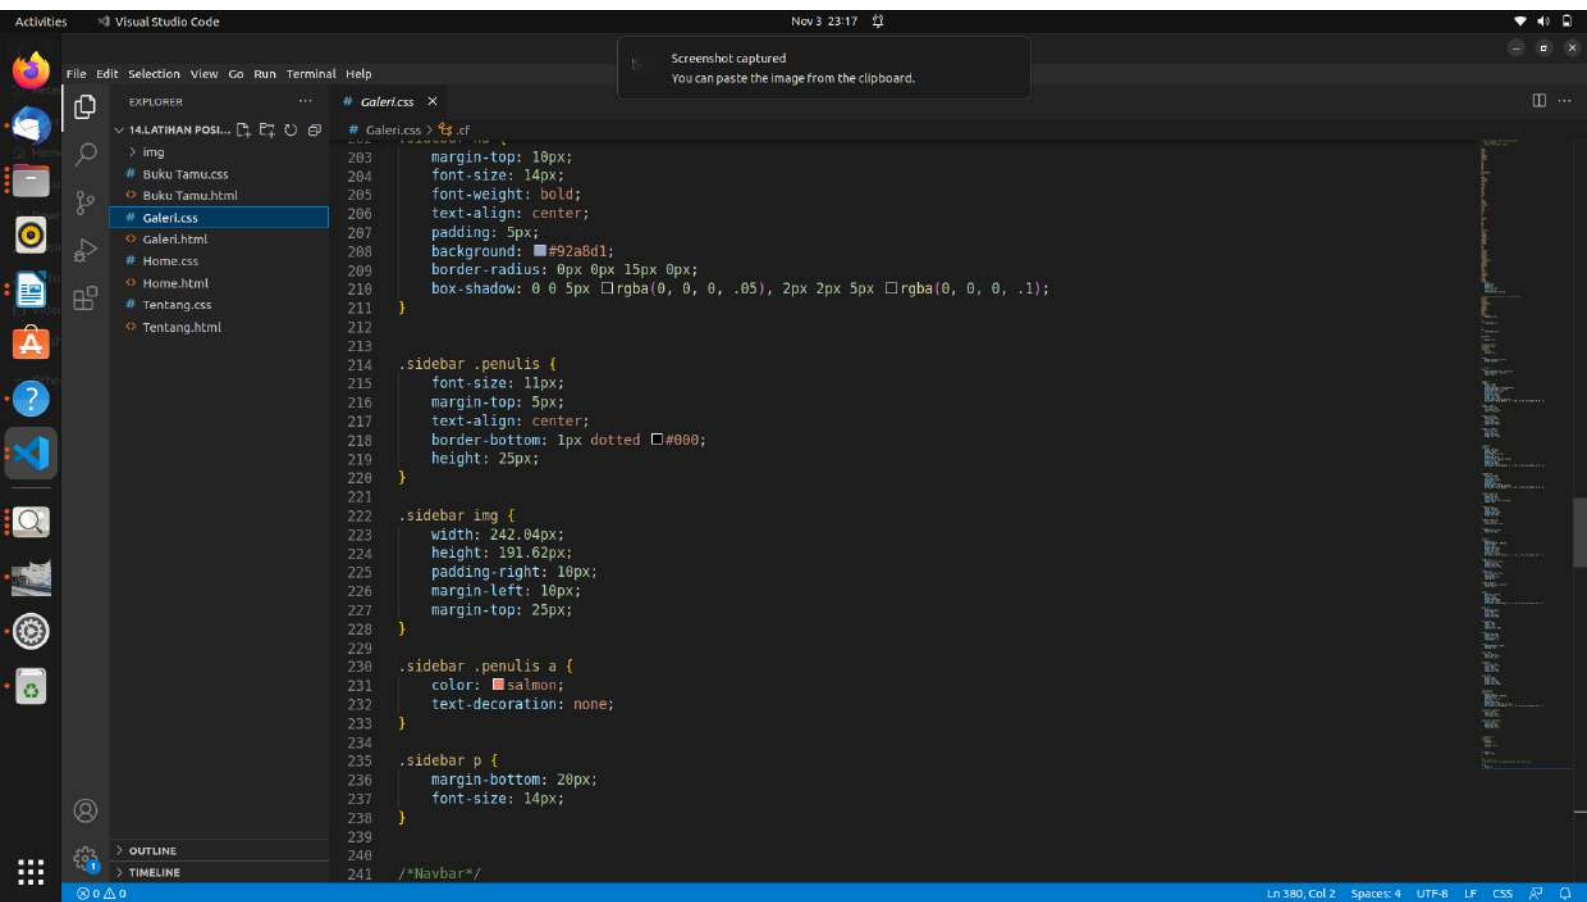 Activities Visual Studio Code Nov 3 23:17
Screenshot captured
You can paste the image from the clipboard.
File Edit Selection View Go Run Terminal Help
EXPLORER
# Galeri.css
14.LATIHAN POSI...
# Galeri.css > .cf
> img
# Buku Tamu.css
<> Buku Tamu.html
# Galeri.css
<> Galeri.html
# Home.css
<> Home.html
# Tentang.css
<> Tentang.html
203 margin-top: 10px;
204 font-size: 14px;
205 font-weight: bold;
206 text-align: center;
207 padding: 5px;
208 background: #92a8d1;
209 border-radius: 0px 0px 15px 0px;
210 box-shadow: 0 0 5px rgba(0, 0, 0, .05), 2px 2px 5px rgba(0, 0, 0, .1);
211 }
212
213
214 .sidebar .penulis {
215 font-size: 11px;
216 margin-top: 5px;
217 text-align: center;
218 border-bottom: 1px dotted #000;
219 height: 25px;
220 }
221
222 .sidebar img {
223 width: 242.04px;
224 height: 191.62px;
225 padding-right: 10px;
226 margin-left: 10px;
227 margin-top: 25px;
228 }
229
230 .sidebar .penulis a {
231 color: salmon;
232 text-decoration: none;
233 }
234
235 .sidebar p {
236 margin-bottom: 20px;
237 font-size: 14px;
238 }
239
240
241 /*Navbar*/
> OUTLINE
> TIMELINE
1
0 0
Ln 380, Col 2 Spaces: 4 UTF-8 LF CSS